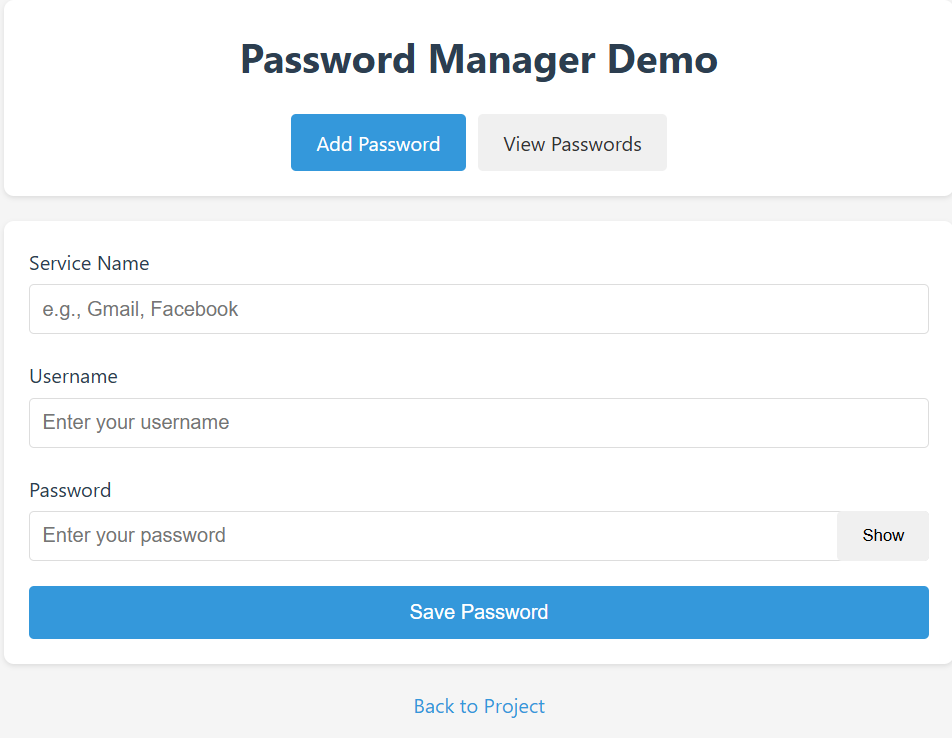 Password Manager Demo
Add Password View Passwords
Service Name
e.g., Gmail, Facebook
Username
Enter your username
Password
Enter your password Show
Save Password
Back to Project